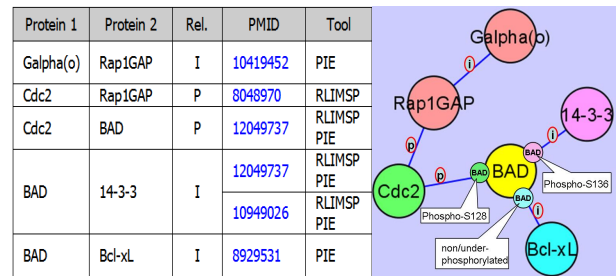 Protein 1 Protein 2 Rel. PMID Tool
Galpha(o) Rap1GAP I 10419452 PIE
Cdc2 Rap1GAP P 8048970 RLIMSP
Cdc2 BAD P 12049737 RLIMSP
PIE
BAD 14-3-3 I 12049737 RLIMSP
PIE
10949026 RLIMSP
PIE
BAD Bcl-xL I 8929531 PIE
Galpha(o)
i
Rap1GAP
14-3-3
i
p
BAD
BAD
BAD
p
Cdc2
Phospho-S136
Phospho-S128
BAD
i
non/under-
phosphorylated
Bcl-xL